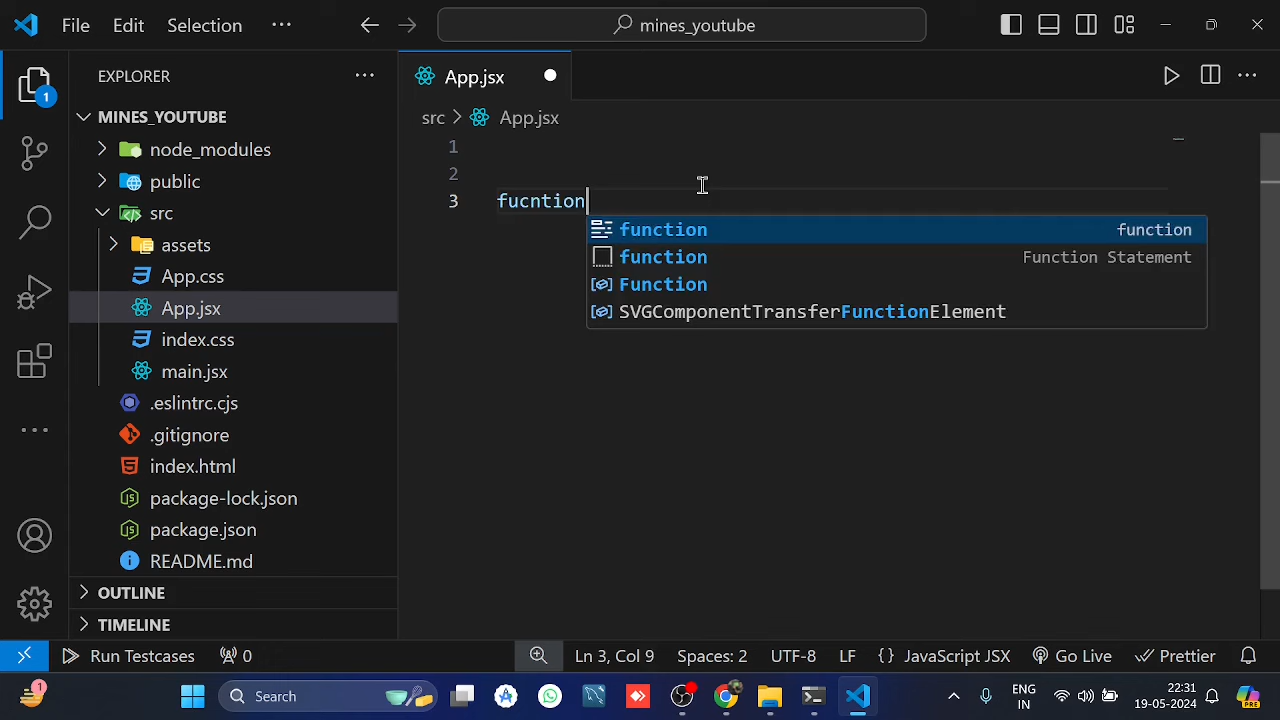 File Edit Selection ··· mines_youtube
EXPLORER ···
App.jsx
1
MINES_YOUTUBE
src > App.jsx
node_modules
public
src
assets
App.css
App.jsx
index.css
main.jsx
.eslintrc.cjs
.gitignore
index.html
package-lock.json
package.json
README.md
OUTLINE
TIMELINE
1
2
3 fucntion
function function
function Function Statement
Function
SVGComponentTransferFunctionElement
Run Testcases 0 Ln 3, Col 9 Spaces: 2 UTF-8 LF {} JavaScript JSX Go Live Prettier
1 Search ENG 22:31
IN 19-05-2024
PRE